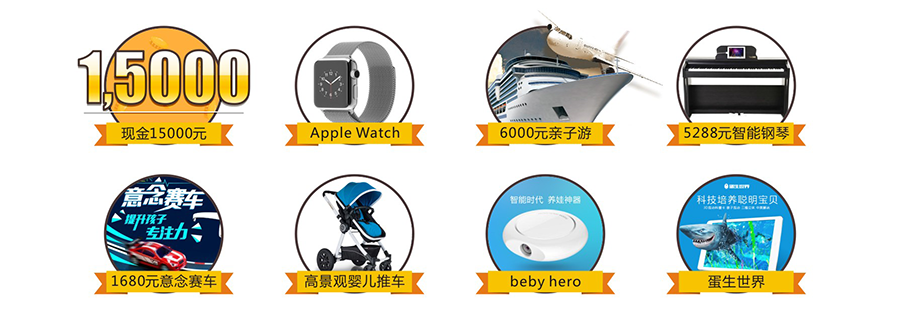 1,5000
现金15000元
Apple Watch
6000元亲子游
5288元智能钢琴
意念赛车
提升孩子
专注力
1680元意念赛车
高景观婴儿推车
智能时代 养娃神器
beby hero
蛋生世界
科技培养聪明宝贝
蛋生世界